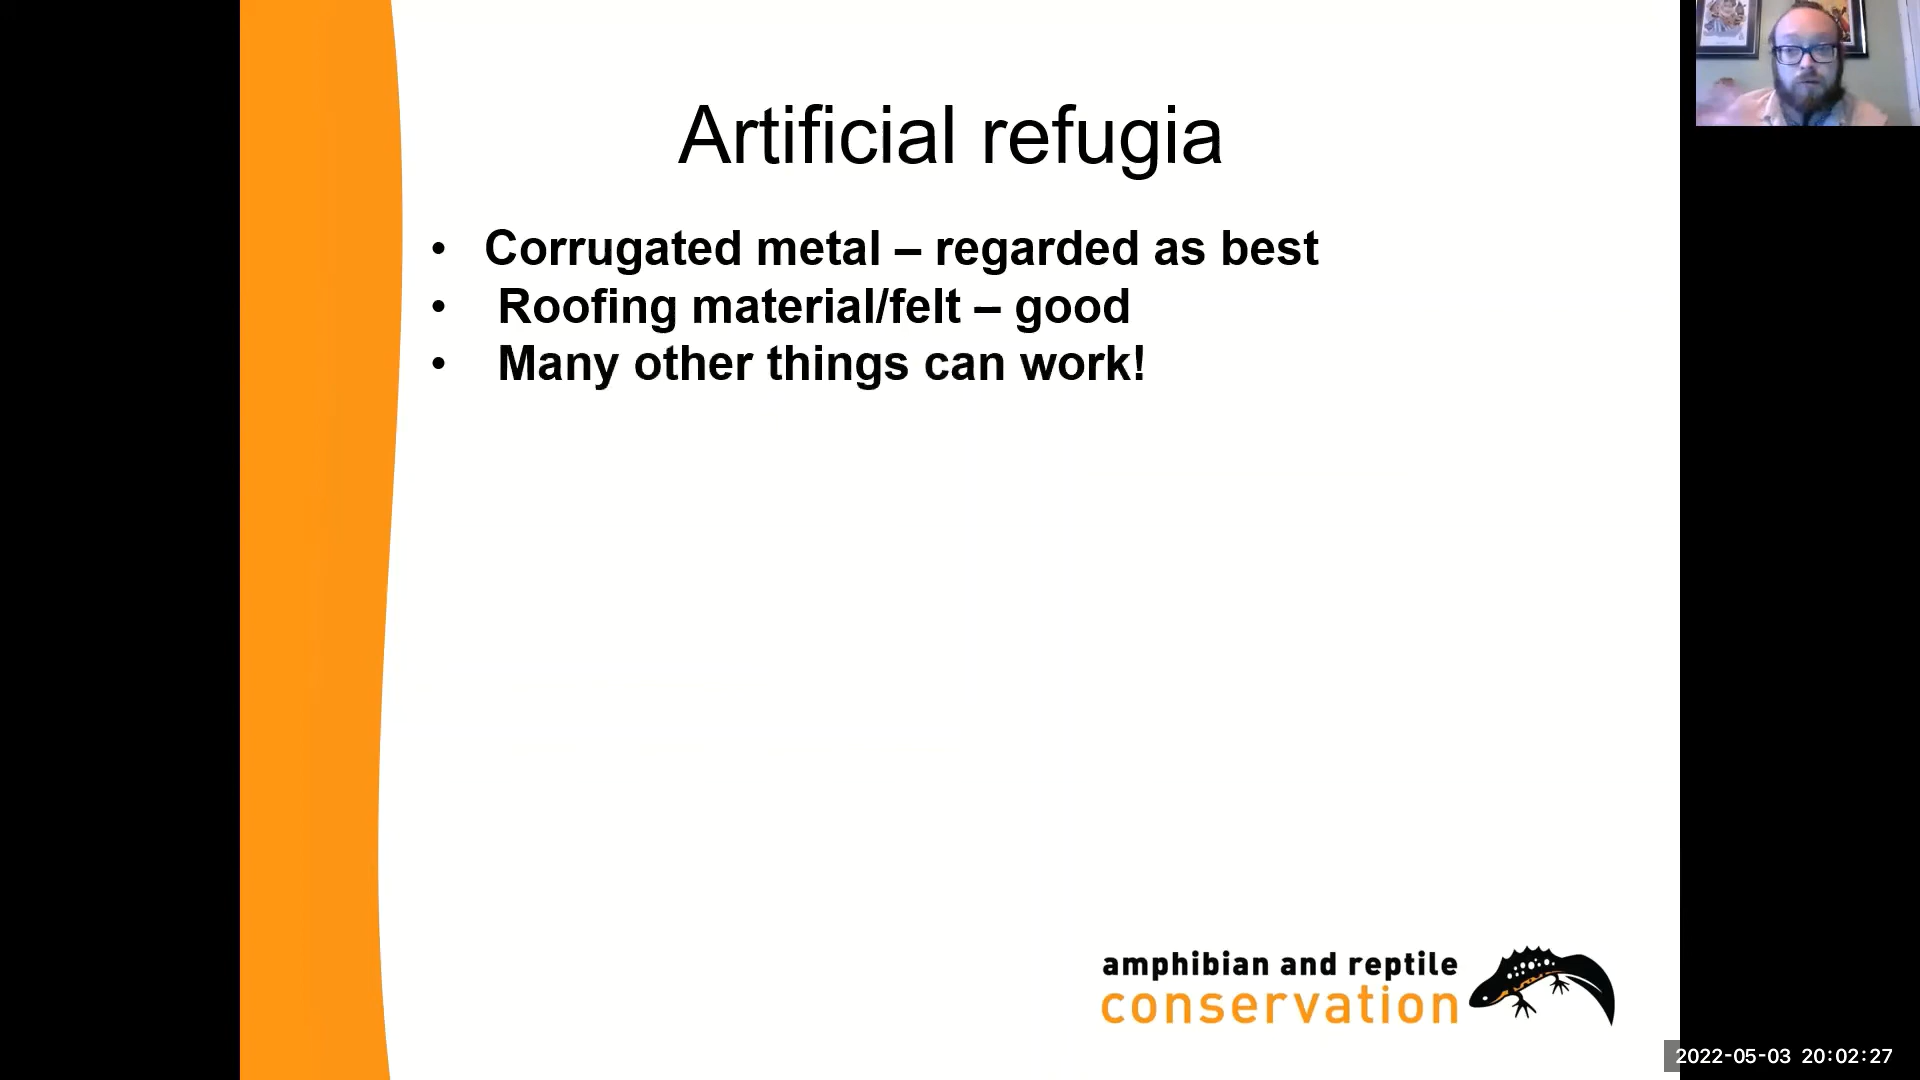 Artificial refugia
• Corrugated metal – regarded as best
• Roofing material/felt – good
• Many other things can work!
amphibian and reptile
conservation
2022-05-03 20:02:27